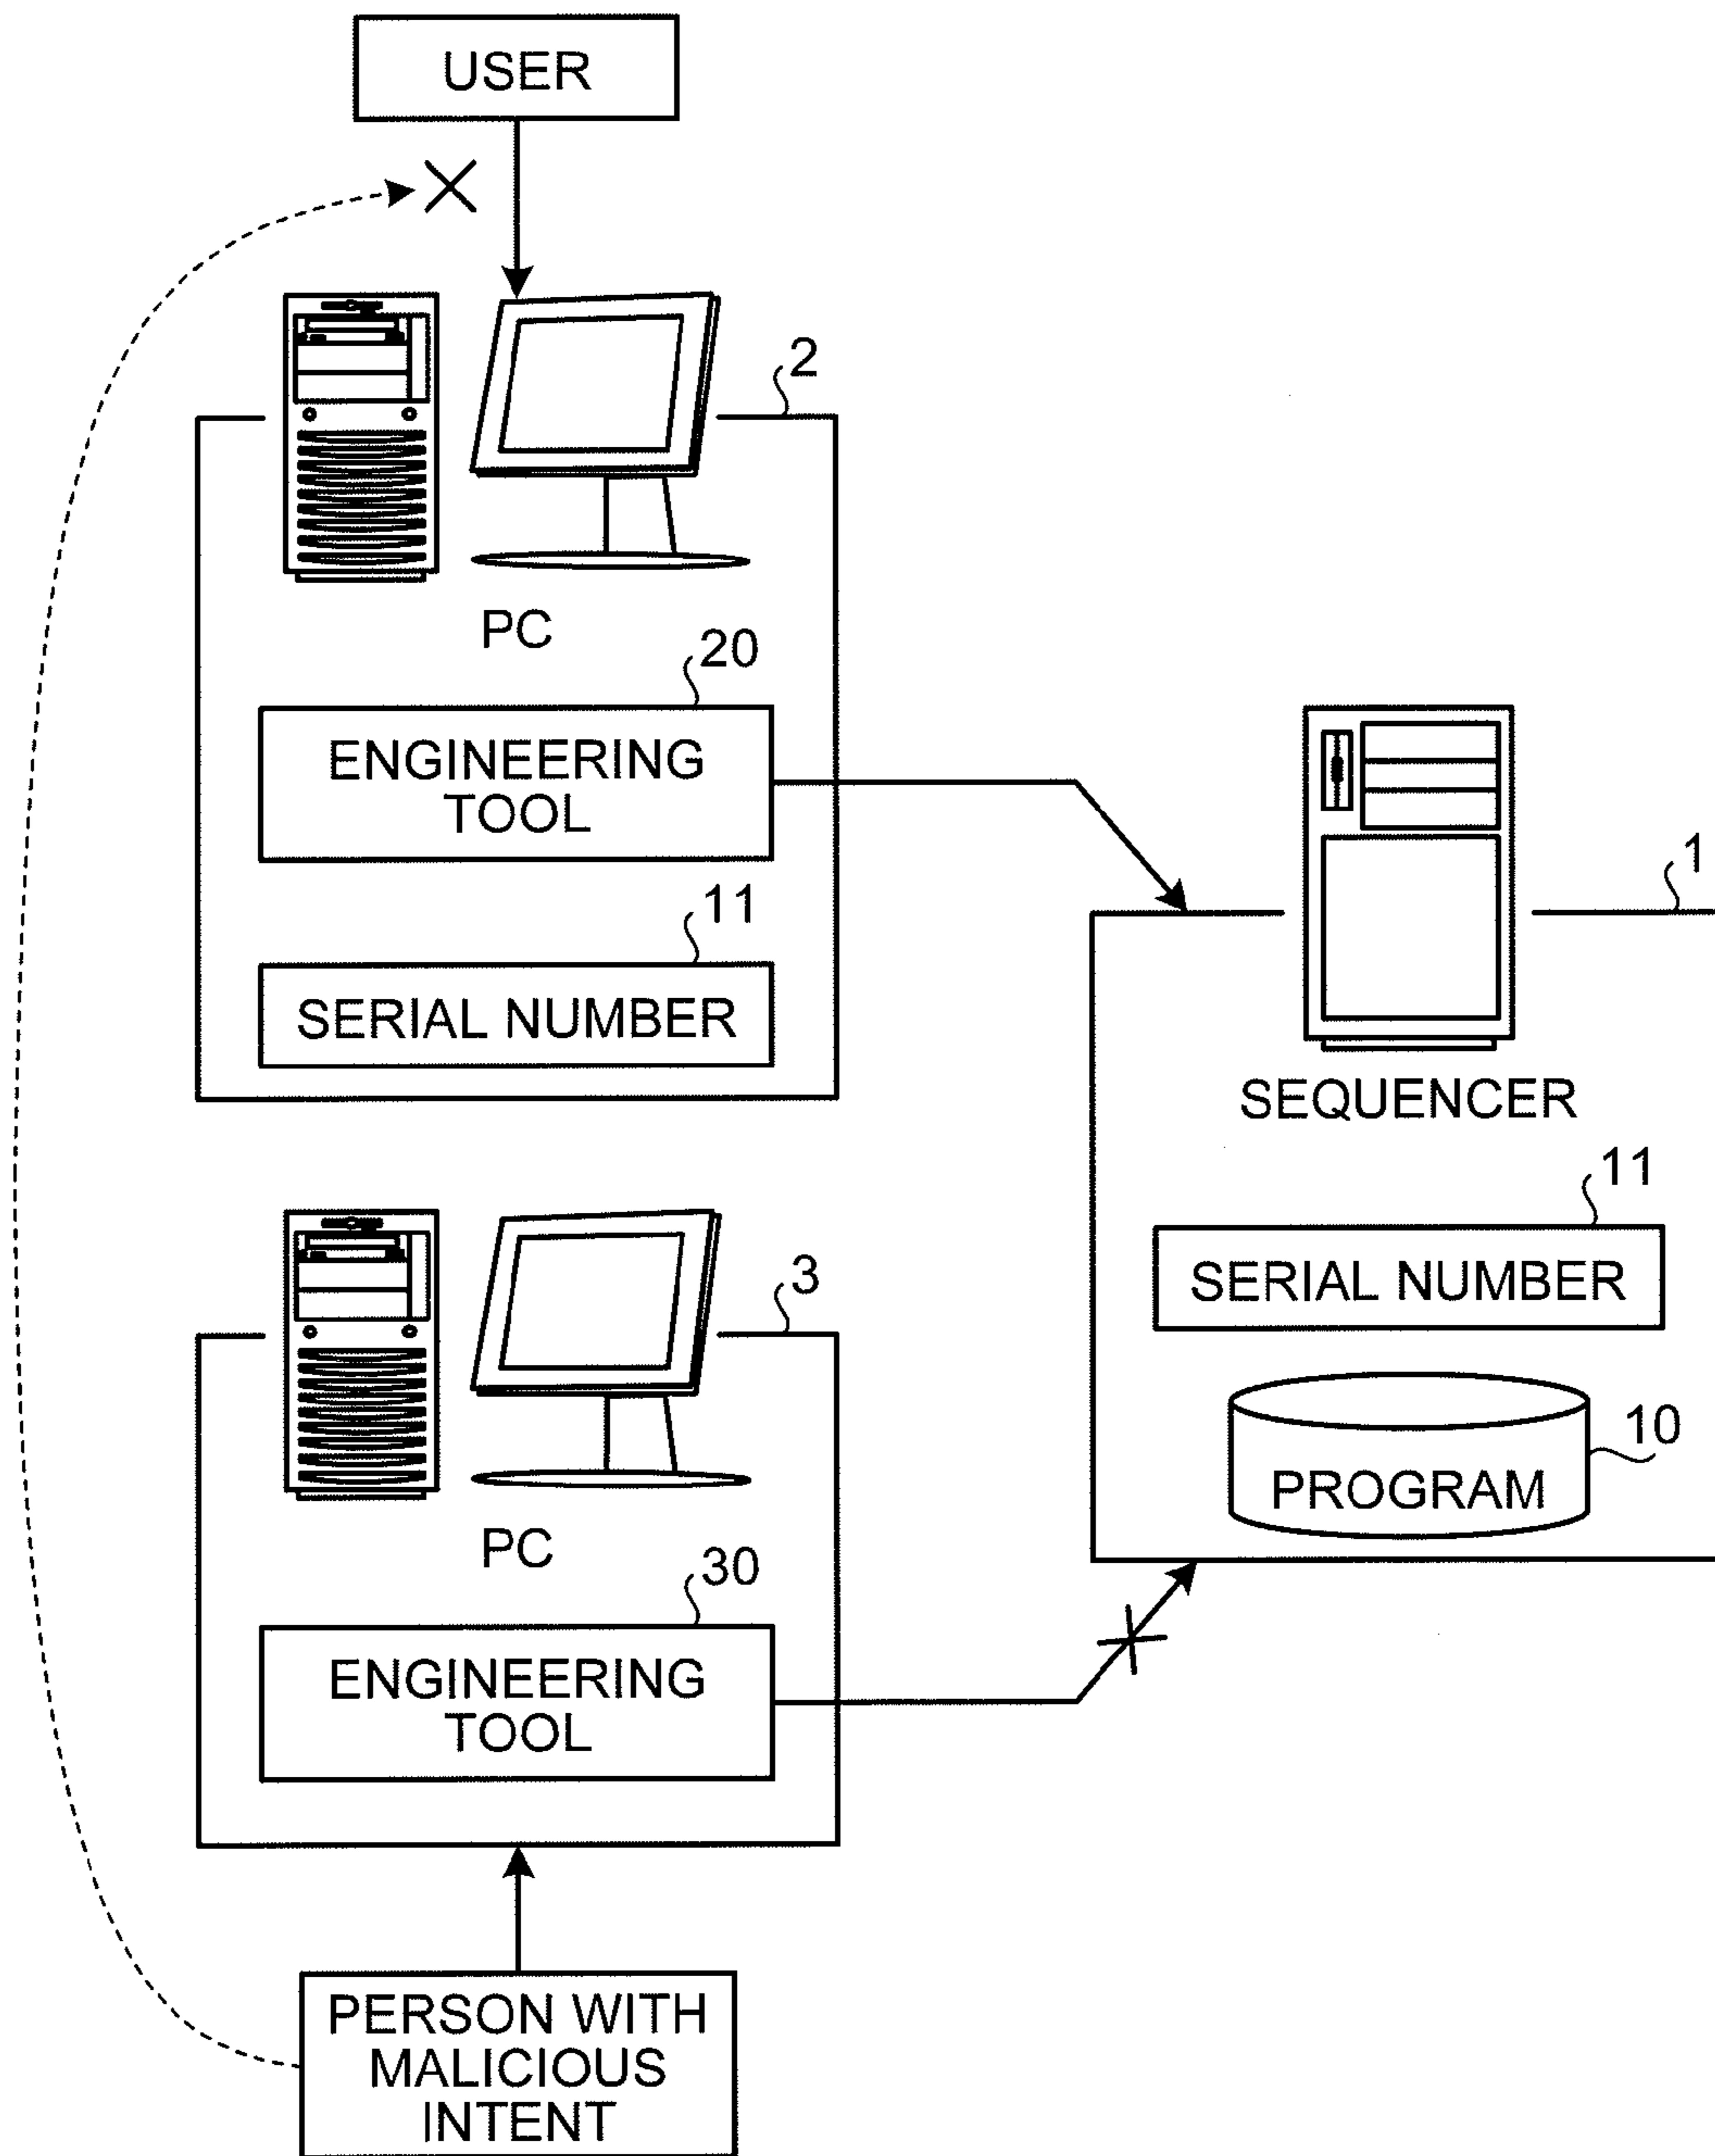 USER
2
PC
20
ENGINEERING
TOOL
11
SERIAL NUMBER
1
SEQUENCER
11
SERIAL NUMBER
10
PROGRAM
3
PC
30
ENGINEERING
TOOL
PERSON WITH
MALICIOUS
INTENT